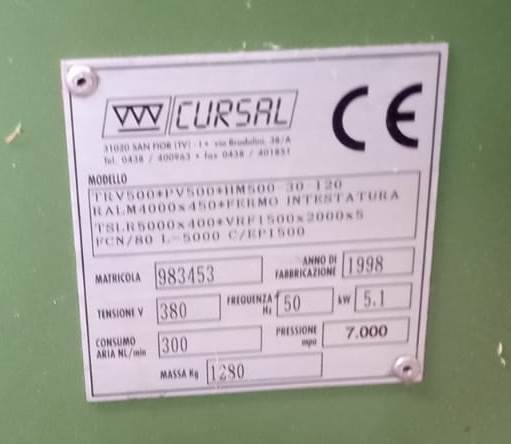 CURSAL
CE
31020 SAN FIOR (TV) - I • via Bradolini, 38/A
Tel. 0438 / 400963 • fax 0438 / 401851
MODELLO
TRV500*PV500*HM500 30 120
RALM4000x450*FERMO INTESTATURA
TSLR5000x400*VRF1500x2000x5
FCN/80 L-5000 C/EP1500
MATRICOLA 983453 ANNO DI FABBRICAZIONE 1998
TENSIONE V 380 FREQUENZA Hz 50 kW 5.1
CONSUMO ARIA NL/min 300 PRESSIONE mpa 7.000
MASSA Kg 1280